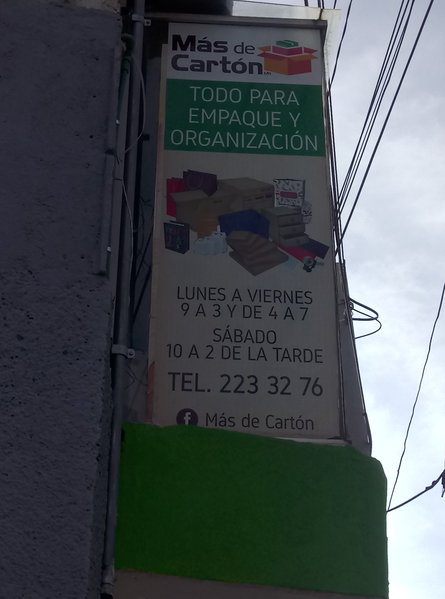 Más de
Cartón
TODO PARA
EMPAQUE Y
ORGANIZACIÓN
LUNES A VIERNES
9 A 3 Y DE 4 A 7
SÁBADO
10 A 2 DE LA TARDE
TEL. 223 32 76
f Más de Cartón